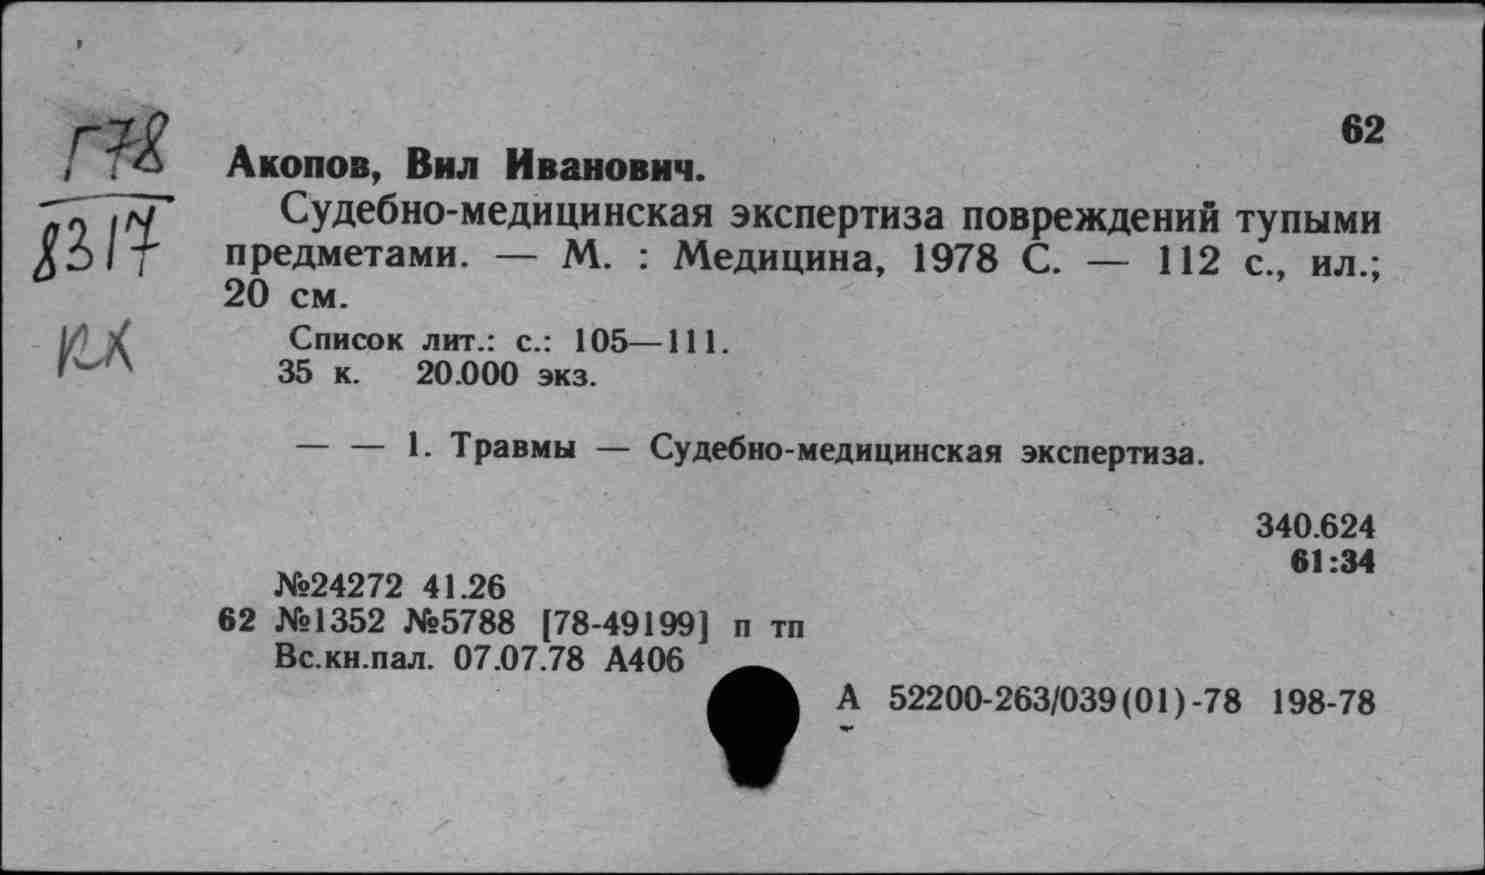 62
Г78
8317
КХ
Акопов, Вил Иванович.
Судебно-медицинская экспертиза повреждений тупыми
предметами. — М. : Медицина, 1978 С. — 112 с., ил.;
20 см.
Список лит.: с.: 105—111.
35 к. 20.000 экз.
— — 1. Травмы — Судебно-медицинская экспертиза.
340.624
61:34
№24272 41.26
62 №1352 №5788 [78-49199] п тп
Вс.кн.пал. 07.07.78 А406
А 52200-263/039(01)-78 198-78